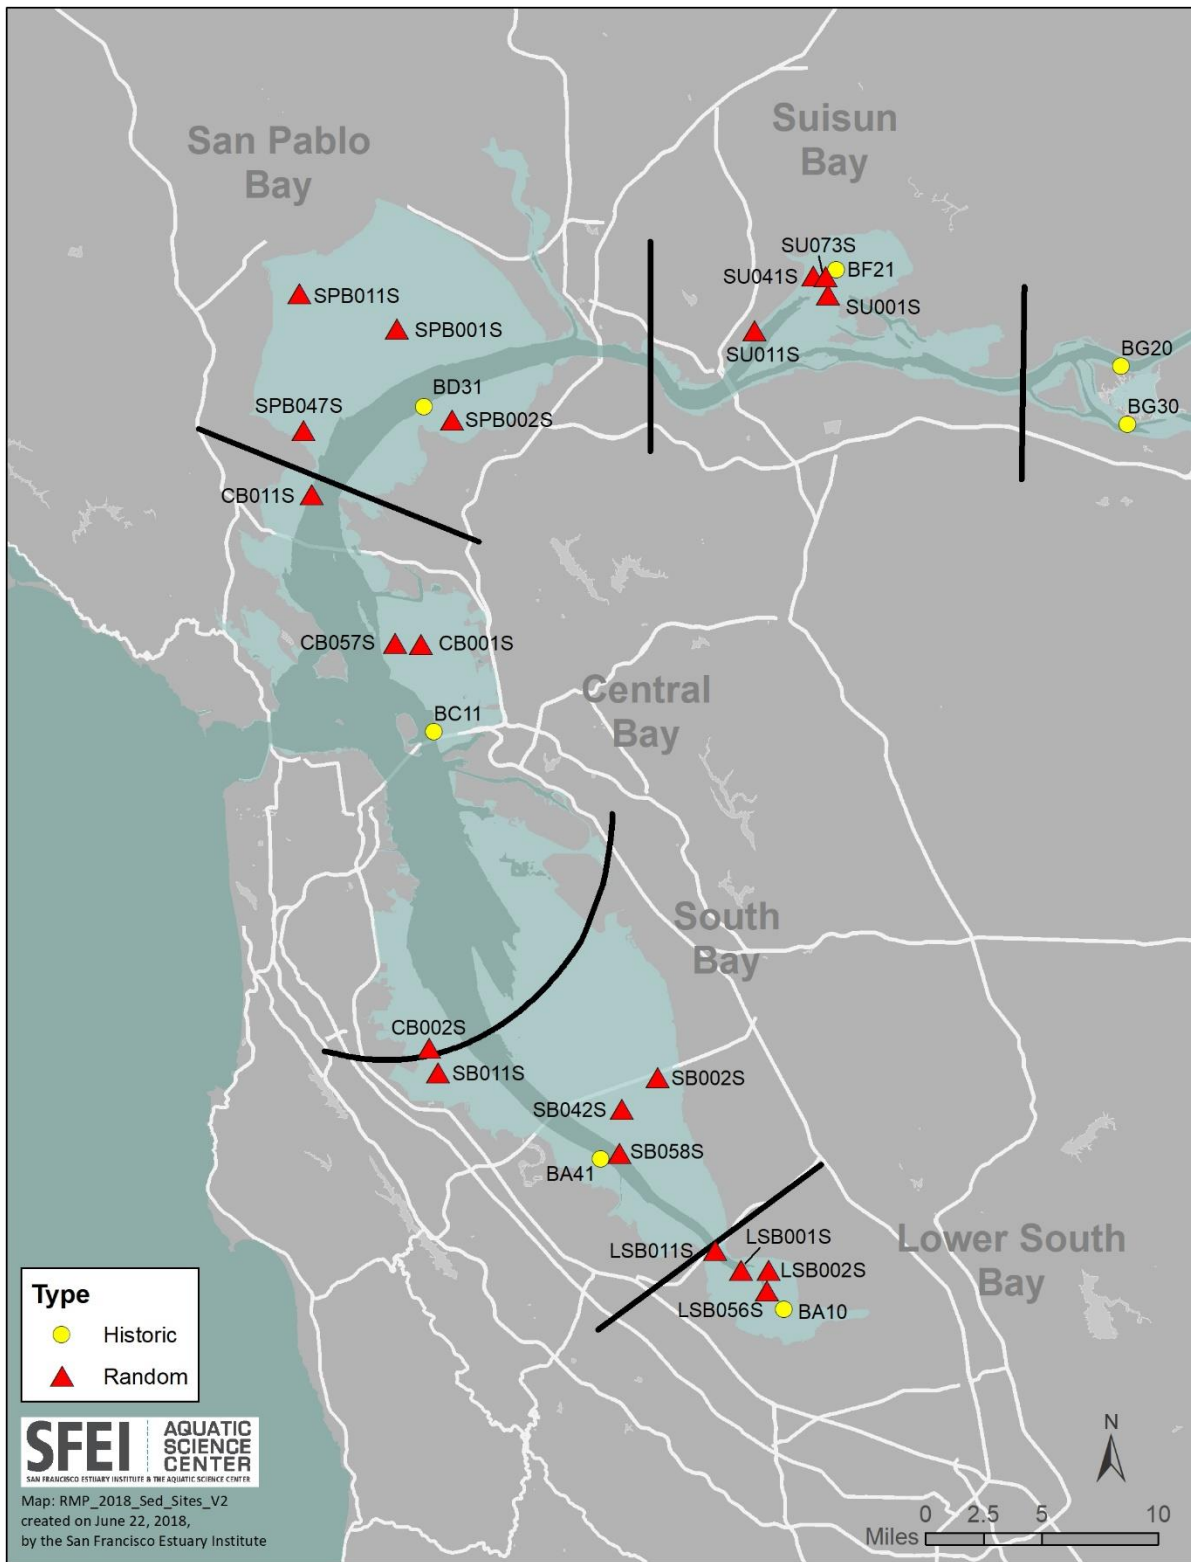 San Pablo
Bay
Suisun
Bay
SU073S
SU041S
BF21
SU001S
SU011S
SPB011S
SPB001S
BG20
BD31
SPB047S
SPB002S
BG30
CB011S
CB057S
CB001S
Central
Bay
BC11
South
Bay
CB002S
SB011S
SB002S
SB042S
SB058S
BA41
LSB001S
LSB011S
LSB002S
LSB056S
BA10
Lower South
Bay
Type
Historic
Random
SFEI
AQUATIC
SCIENCE
CENTER
SAN FRANCISCO ESTUARY INSTITUTE & THE AQUATIC SCIENCE CENTER
Map: RMP_2018_Sed_Sites_V2
created on June 22, 2018,
by the San Francisco Estuary Institute
N
0 2.5 5 10
Miles